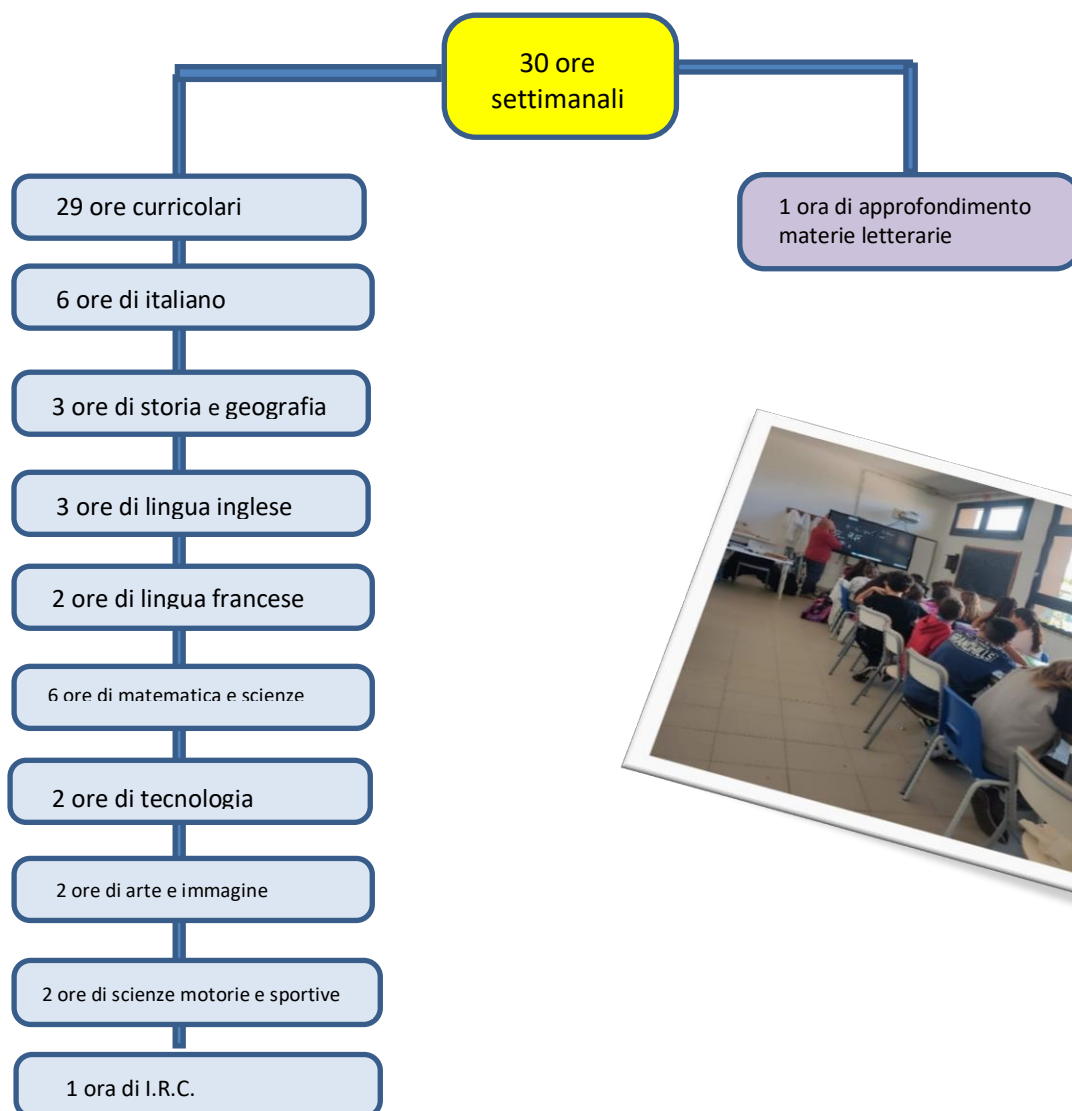 30 ore
settimanali
29 ore curricolari
1 ora di approfondimento
materie letterarie
6 ore di italiano
3 ore di storia e geografia
3 ore di lingua inglese
2 ore di lingua francese
6 ore di matematica e scienze
2 ore di tecnologia
2 ore di arte e immagine
2 ore di scienze motorie e sportive
1 ora di I.R.C.